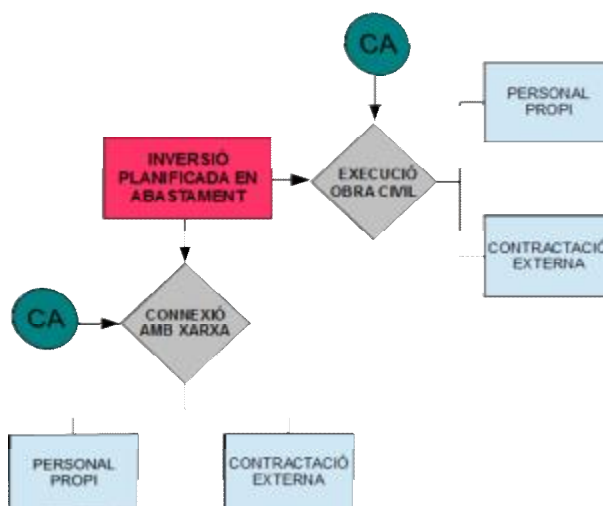 CA
PERSONAL
PROPI
INVERSIÓ
PLANIFICADA EN
ABASTAMENT
EXECUCIÓ
OBRA CIVIL
CONTRACTACIÓ
EXTERNA
CA
CONNEXIÓ
AMB XARXA
PERSONAL
PROPI
CONTRACTACIÓ
EXTERNA